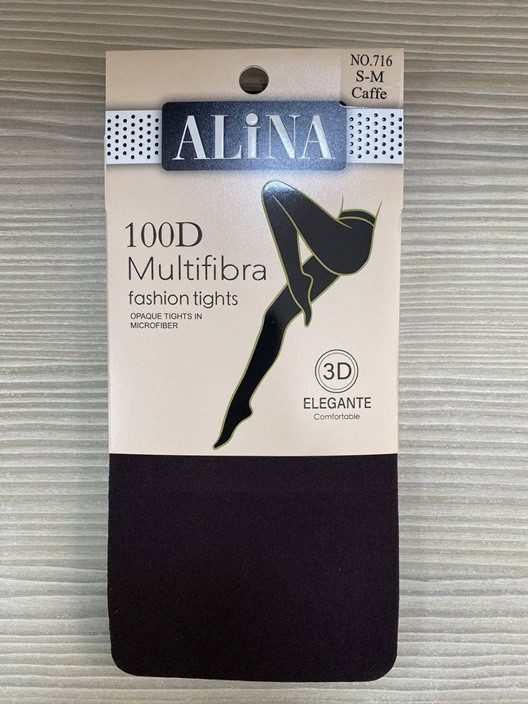 NO.716
S-M
Caffe
ALiNA
100D
Multifibra
fashion tights
OPAQUE TIGHTS IN
MICROFIBER
3D
ELEGANTE
Comfortable